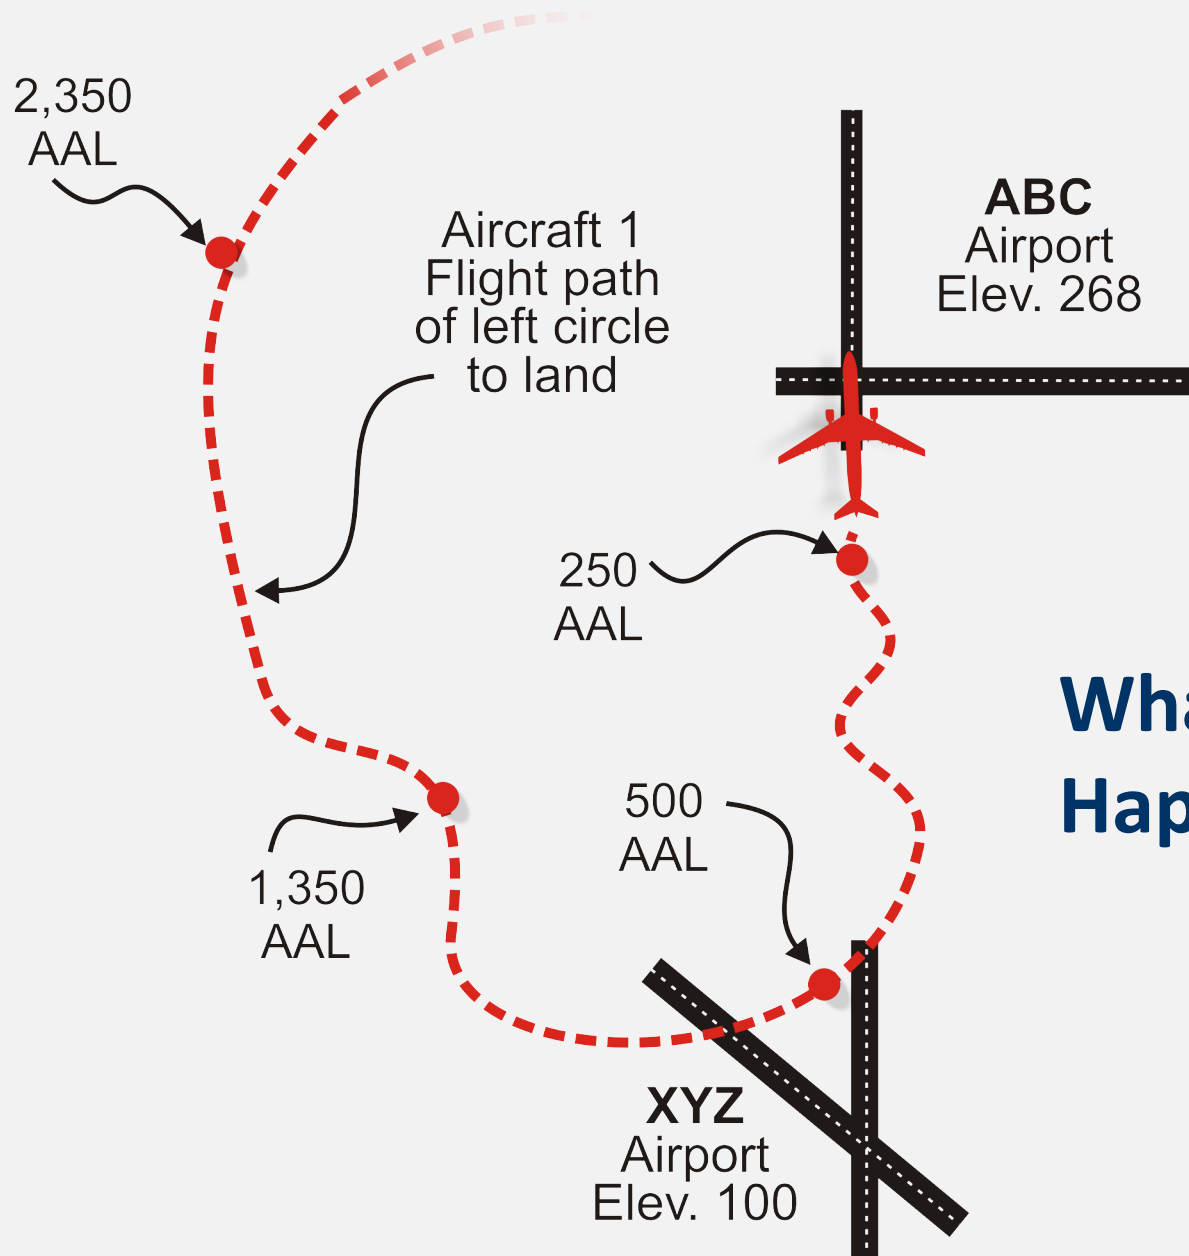 2,350
AAL
Aircraft 1
Flight path
of left circle
to land
ABC
Airport
Elev. 268
250
AAL
500
AAL
1,350
AAL
XYZ
Airport
Elev. 100